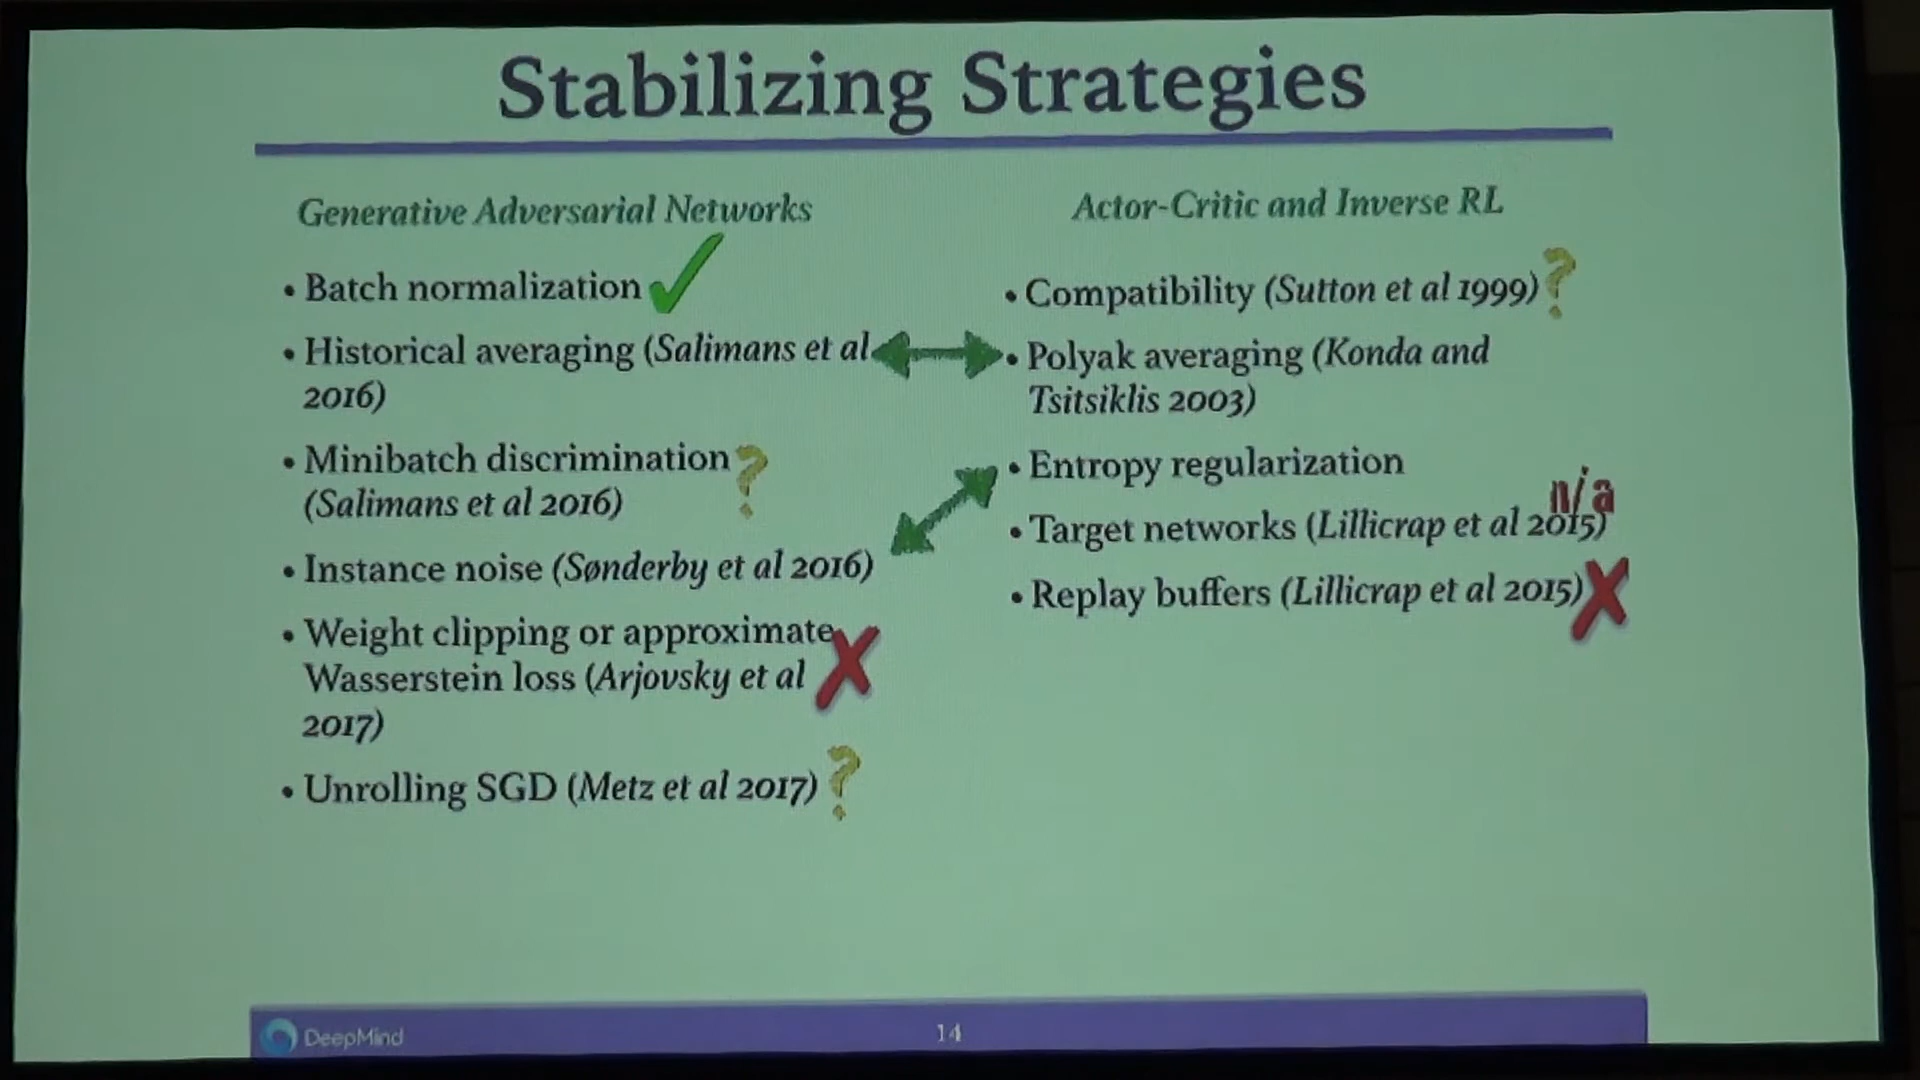 Stabilizing Strategies
Generative Adversarial Networks
• Batch normalization
• Historical averaging (Salimans et al
2016)
• Minibatch discrimination ?
(Salimans et al 2016)
• Instance noise (Sønderby et al 2016)
• Weight clipping or approximate
Wasserstein loss (Arjovsky et al
2017)
• Unrolling SGD (Metz et al 2017) ?
Actor-Critic and Inverse RL
• Compatibility (Sutton et al 1999) ?
• Polyak averaging (Konda and
Tsitsiklis 2003)
• Entropy regularization
n/a
• Target networks (Lillicrap et al 2015)
• Replay buffers (Lillicrap et al 2015)
DeepMind
14